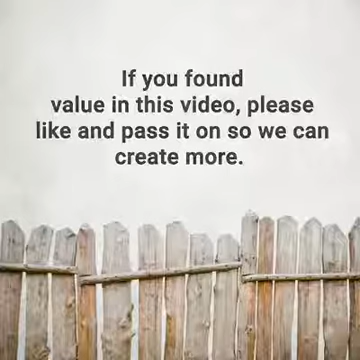 If you found
value in this video, please
like and pass it on so we can
create more.